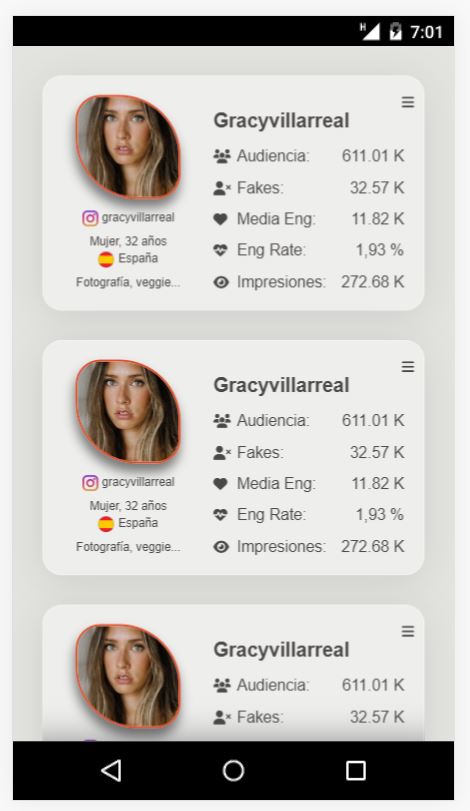 H
7:01
Gracyvillarreal
Audiencia: 611.01 K
Fakes: 32.57 K
Media Eng: 11.82 K
Eng Rate: 1,93 %
Impresiones: 272.68 K
gracyvillarreal
Mujer, 32 años
España
Fotografía, veggie...
Gracyvillarreal
Audiencia: 611.01 K
Fakes: 32.57 K
Media Eng: 11.82 K
Eng Rate: 1,93 %
Impresiones: 272.68 K
gracyvillarreal
Mujer, 32 años
España
Fotografía, veggie...
Gracyvillarreal
Audiencia: 611.01 K
Fakes: 32.57 K